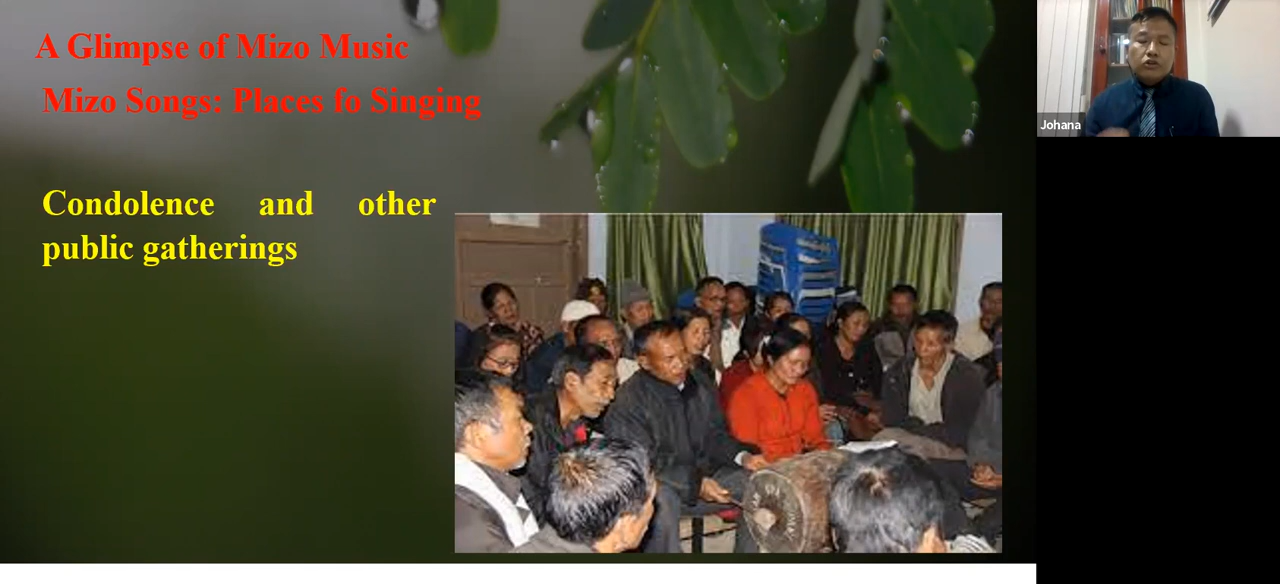 A Glimpse of Mizo Music
Mizo Songs: Places fo Singing
Condolence and other
public gatherings
Johana